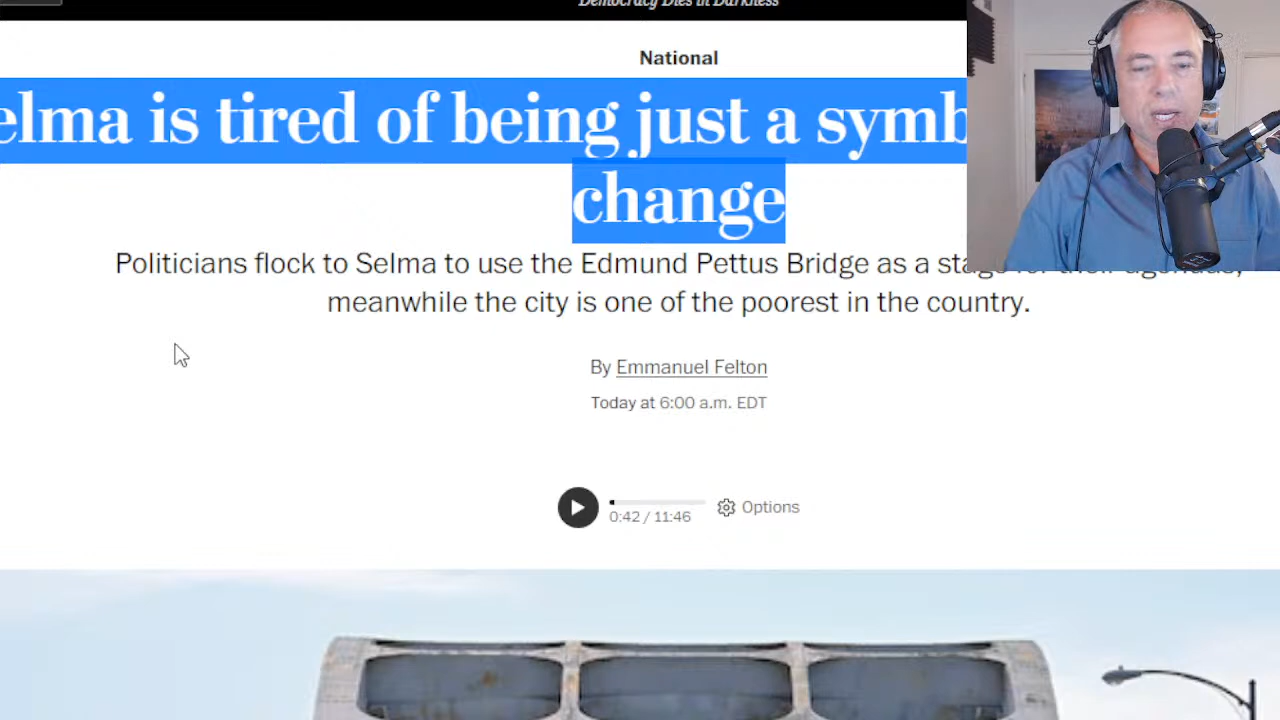 Democracy Dies in Darkness
National
elma is tired of being just a symb
change
Politicians flock to Selma to use the Edmund Pettus Bridge as a stage for their agendas,
meanwhile the city is one of the poorest in the country.
By Emmanuel Felton
Today at 6:00 a.m. EDT
0:42 / 11:46 Options